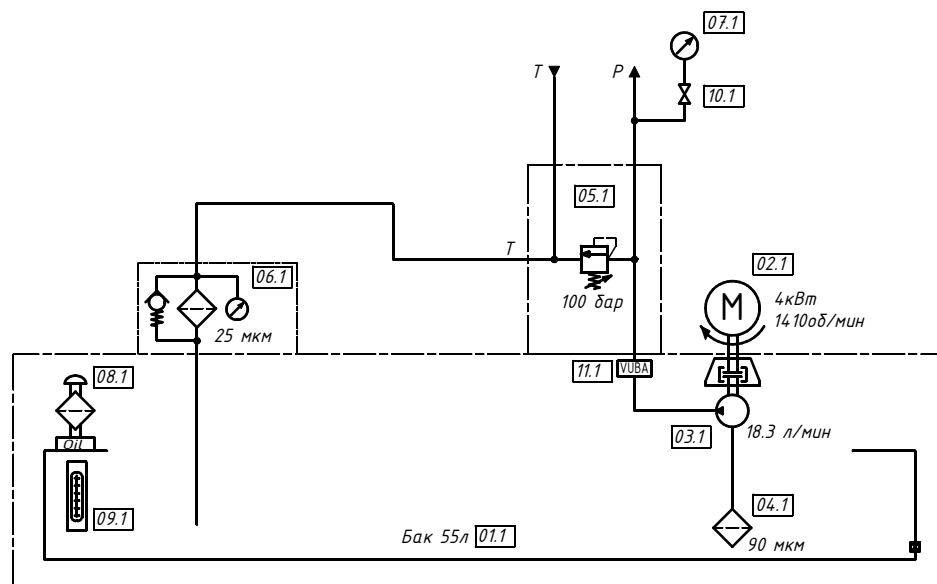 07.1
T
P
10.1
05.1
T
06.1
02.1
M
4кВт
1410об/мин
100 бар
25 мкм
08.1
11.1
VUBA
03.1
18.3 л/мин
Oil
09.1
04.1
Бак 55л 01.1
90 мкм